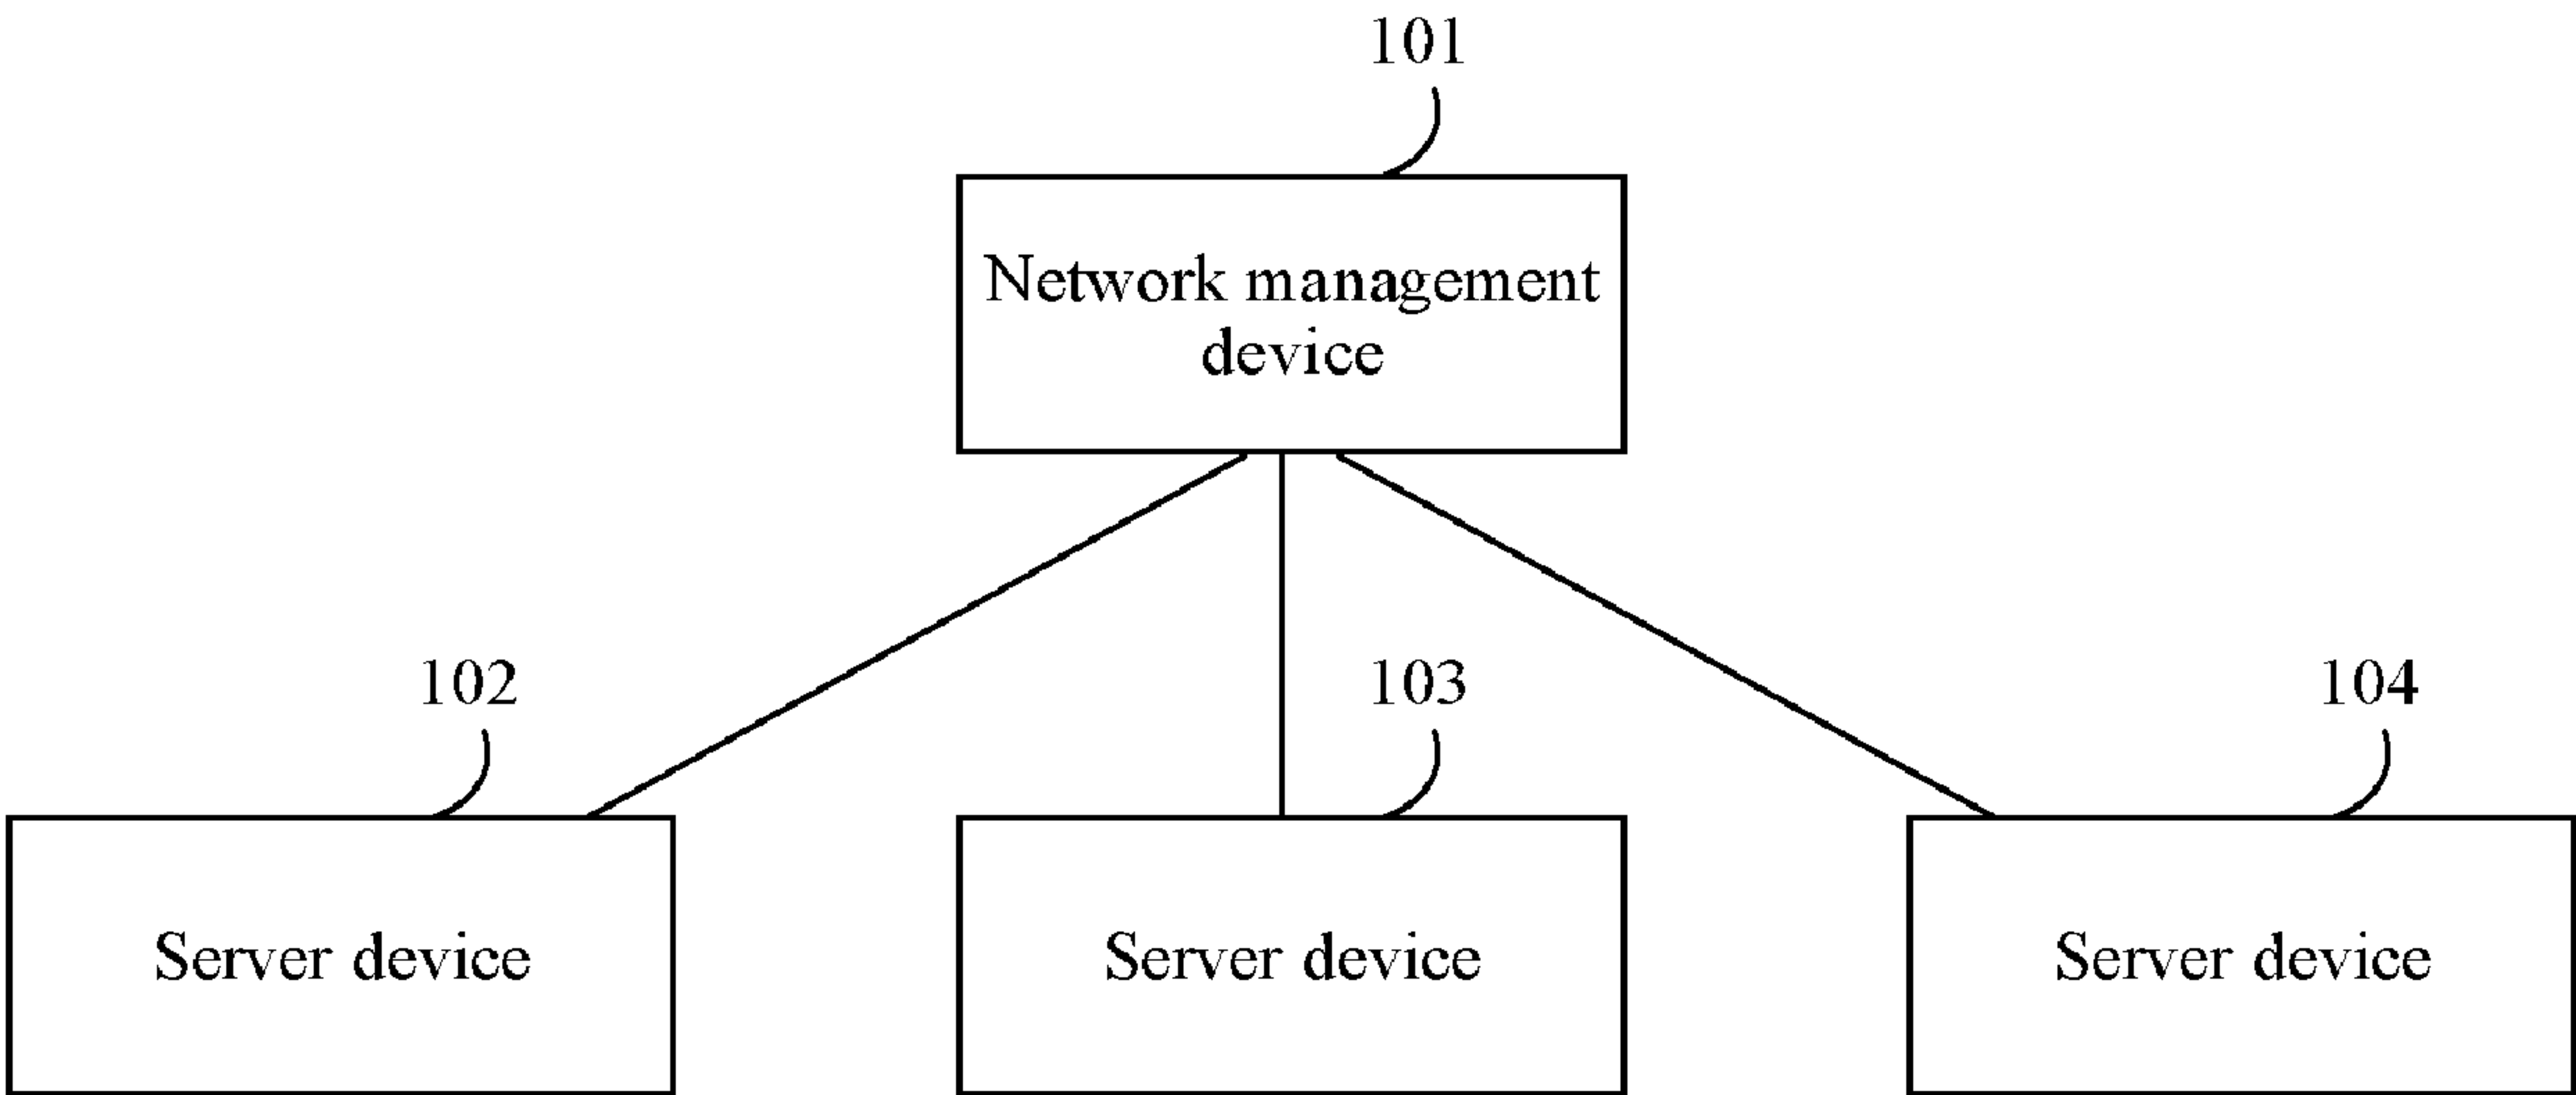 101
Network management
device
102
103
104
Server device
Server device
Server device